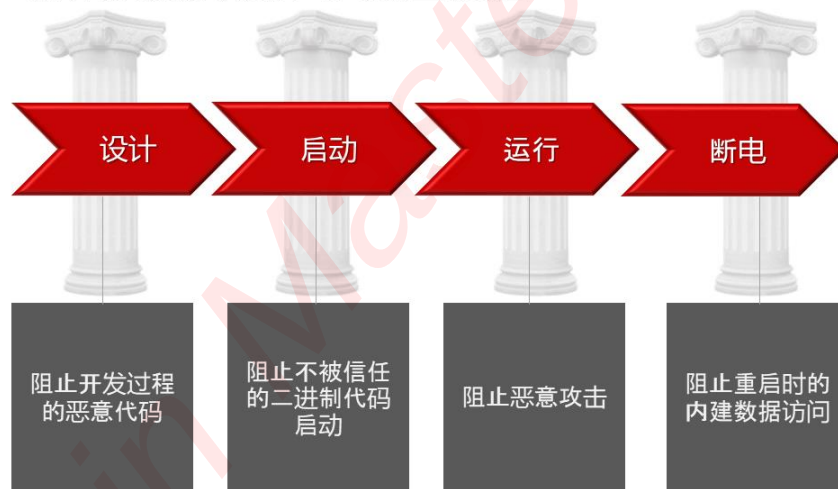 设计
启动
运行
断电
阻止开发过程
的恶意代码
阻止不被信任
的二进制代码
启动
阻止恶意攻击
阻止重启时的
内建数据访问